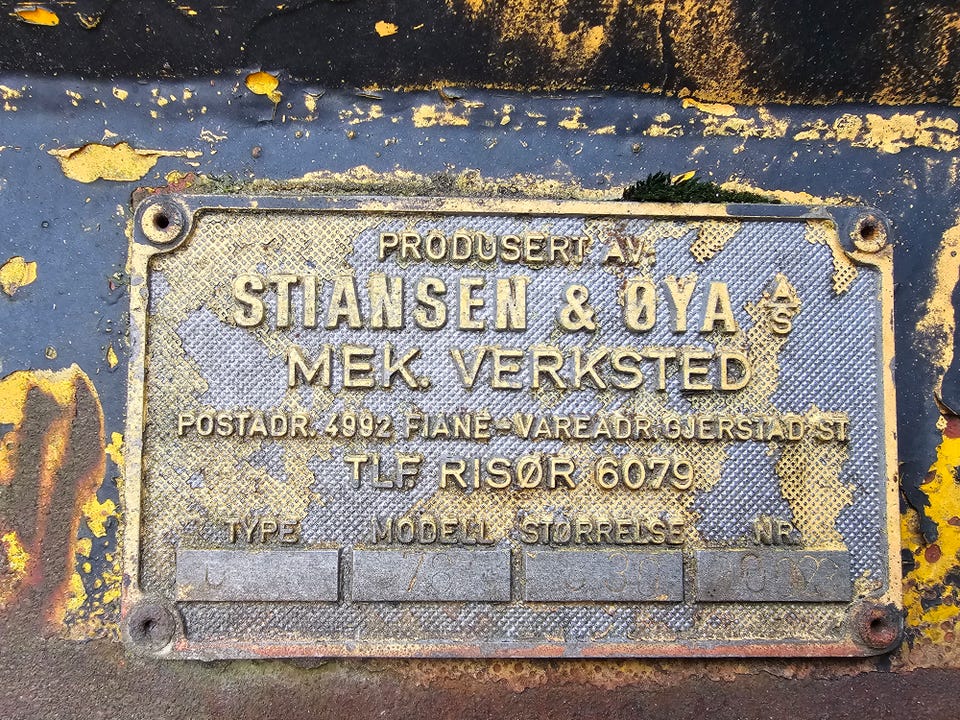 PRODUSERT AV:
STIANSEN & ØYA A/S
MEK. VERKSTED
POSTADR. 4992 FIANE-VAREADR. GJERSTAD ST
TLF. RISØR 6079
TYPE MODELL STØRRELSE NR.
78